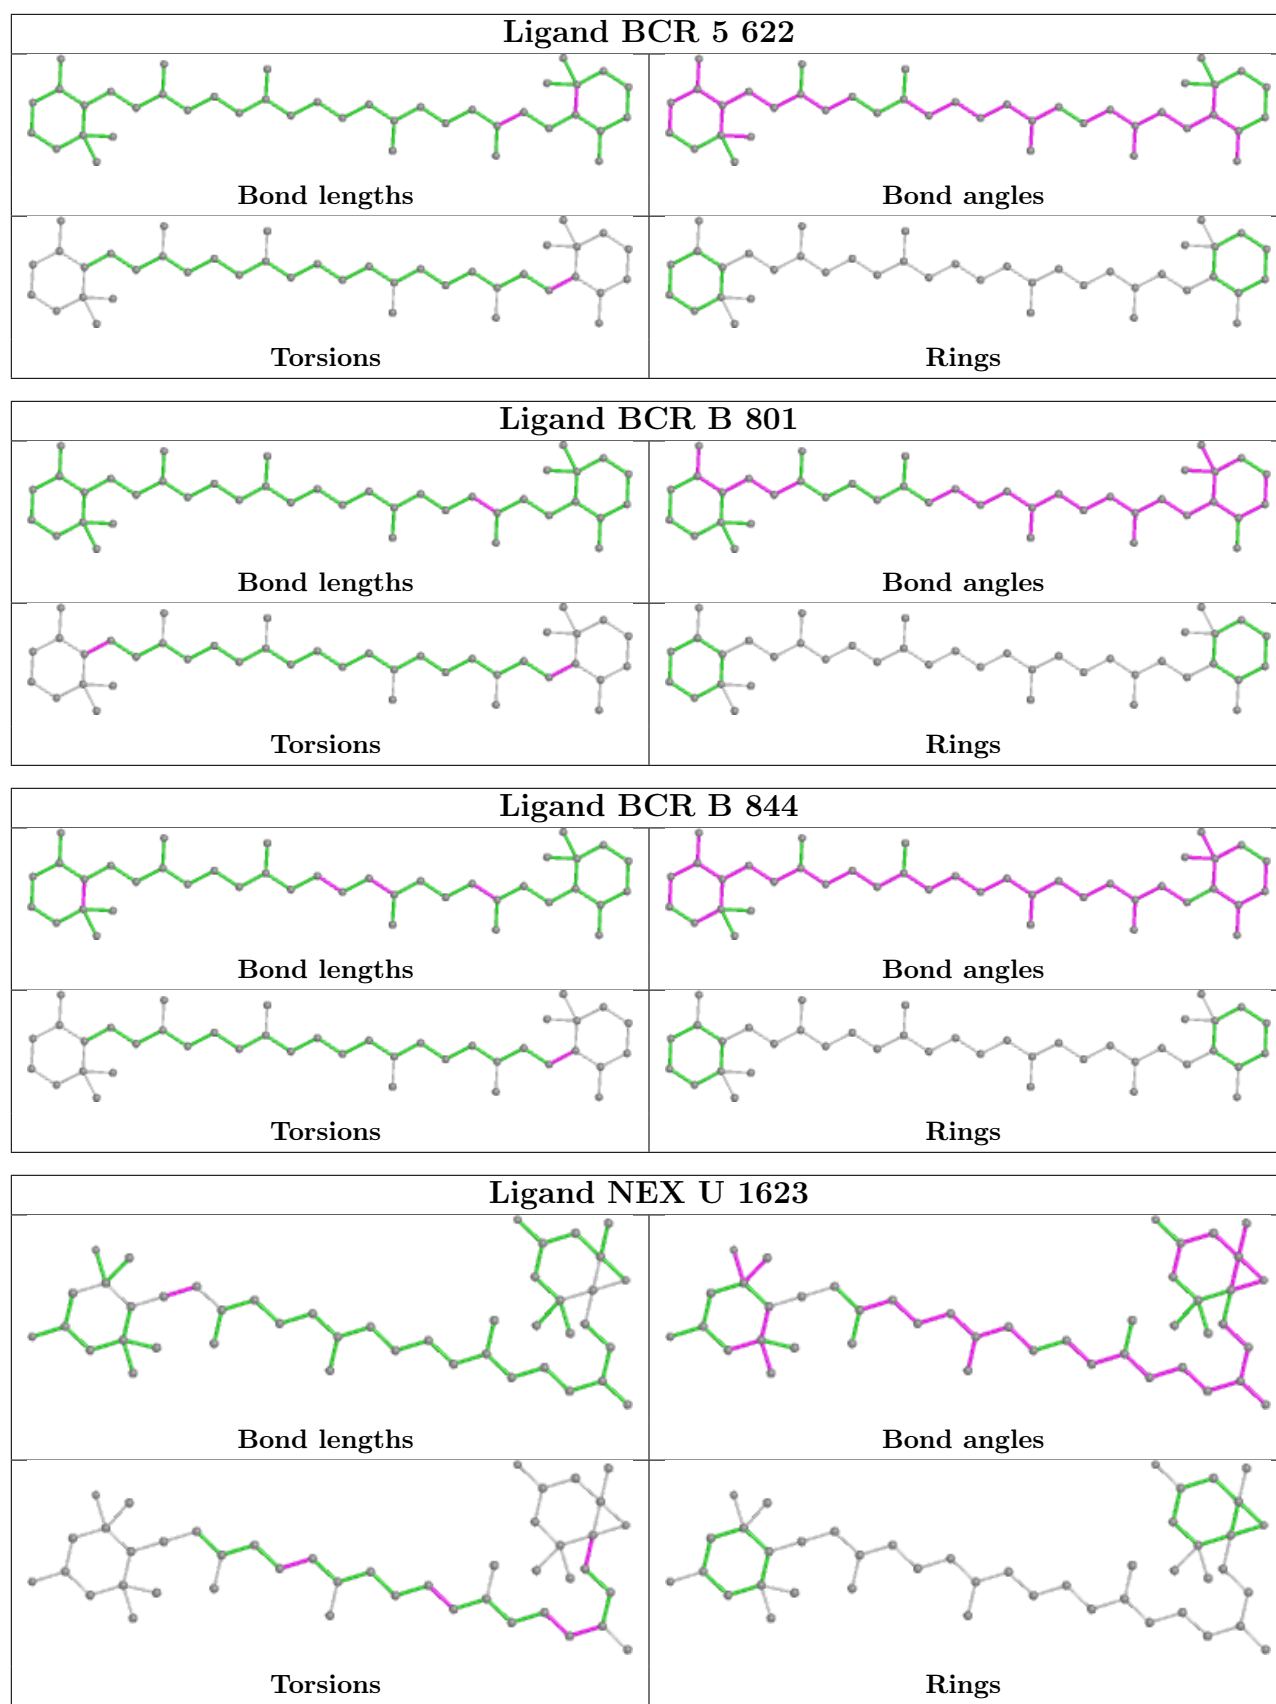 Ligand BCR 5 622
Bond lengths
Bond angles
Torsions
Rings
Ligand BCR B 801
Bond lengths
Bond angles
Torsions
Rings
Ligand BCR B 844
Bond lengths
Bond angles
Torsions
Rings
Ligand NEX U 1623
Bond lengths
Bond angles
Torsions
Rings